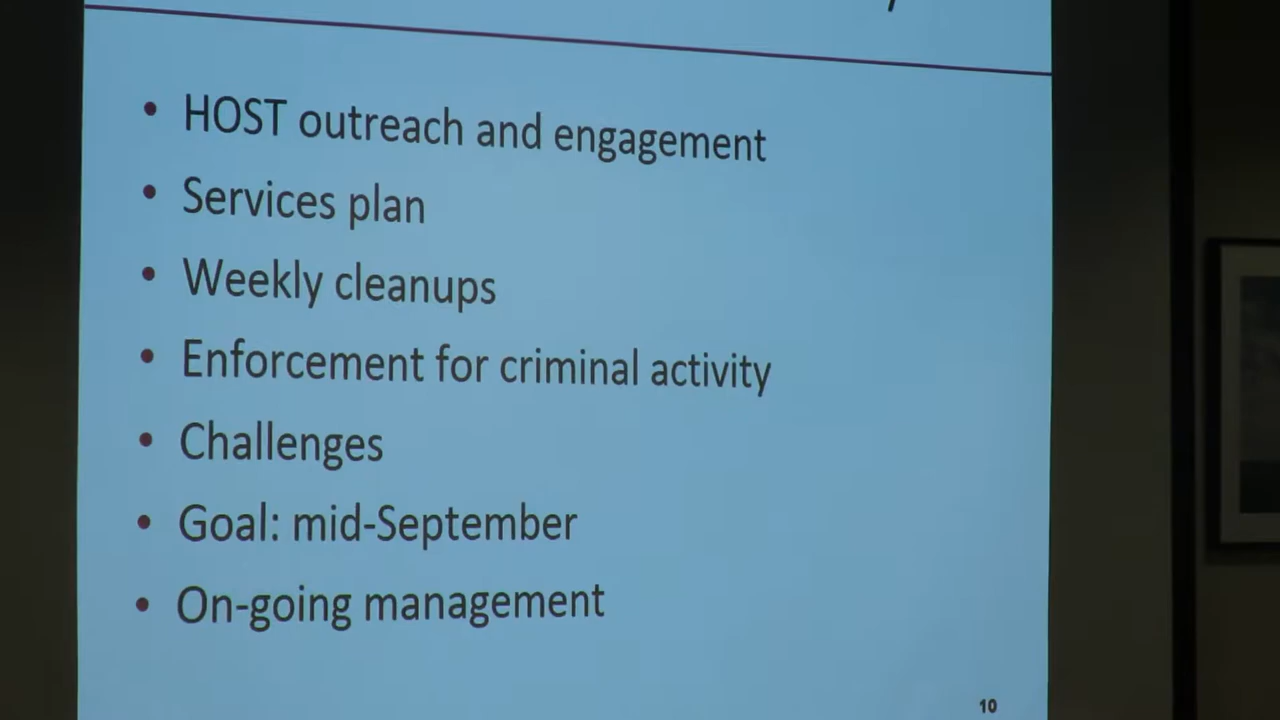 • HOST outreach and engagement
• Services plan
• Weekly cleanups
• Enforcement for criminal activity
• Challenges
• Goal: mid-September
• On-going management
10